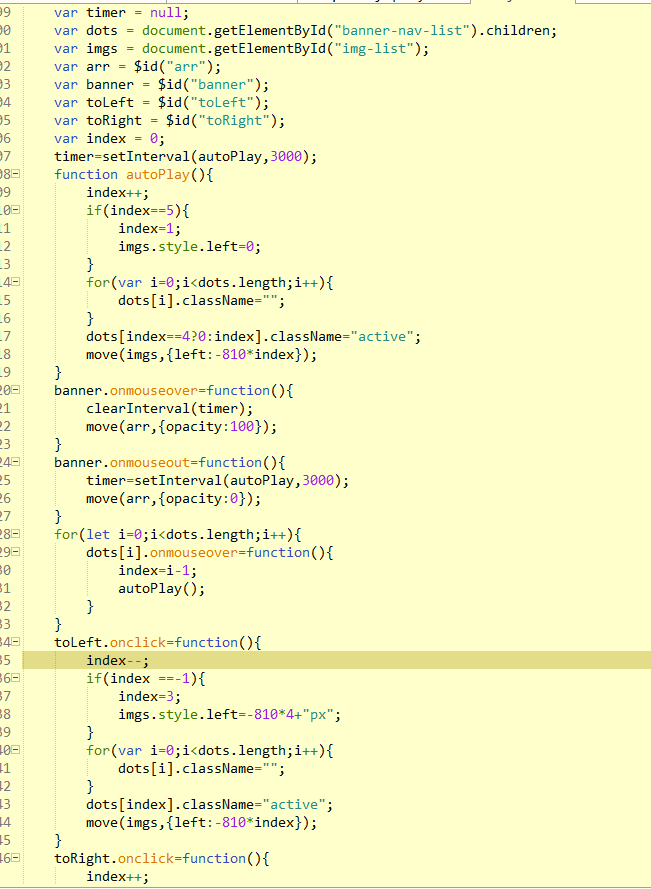 99 var timer = null;
00 var dots = document.getElementById("banner-nav-list").children;
01 var imgs = document.getElementById("img-list");
02 var arr = $id("arr");
03 var banner = $id("banner");
04 var toLeft = $id("toLeft");
05 var toRight = $id("toRight");
06 var index = 0;
07 timer=setInterval(autoPlay,3000);
08 function autoPlay(){
09 index++;
10 if(index==5){
11 index=1;
12 imgs.style.left=0;
13 }
14 for(var i=0;i<dots.length;i++){
15 dots[i].className="";
16 }
17 dots[index==4?0:index].className="active";
18 move(imgs,{left:-810*index});
19 }
20 banner.onmouseover=function(){
21 clearInterval(timer);
22 move(arr,{opacity:100});
23 }
24 banner.onmouseout=function(){
25 timer=setInterval(autoPlay,3000);
26 move(arr,{opacity:0});
27 }
28 for(let i=0;i<dots.length;i++){
29 dots[i].onmouseover=function(){
30 index=i-1;
31 autoPlay();
32 }
33 }
34 toLeft.onclick=function(){
35 index--;
36 if(index ==-1){
37 index=3;
38 imgs.style.left=-810*4+"px";
39 }
40 for(var i=0;i<dots.length;i++){
41 dots[i].className="";
42 }
43 dots[index].className="active";
44 move(imgs,{left:-810*index});
45 }
46 toRight.onclick=function(){
index++;